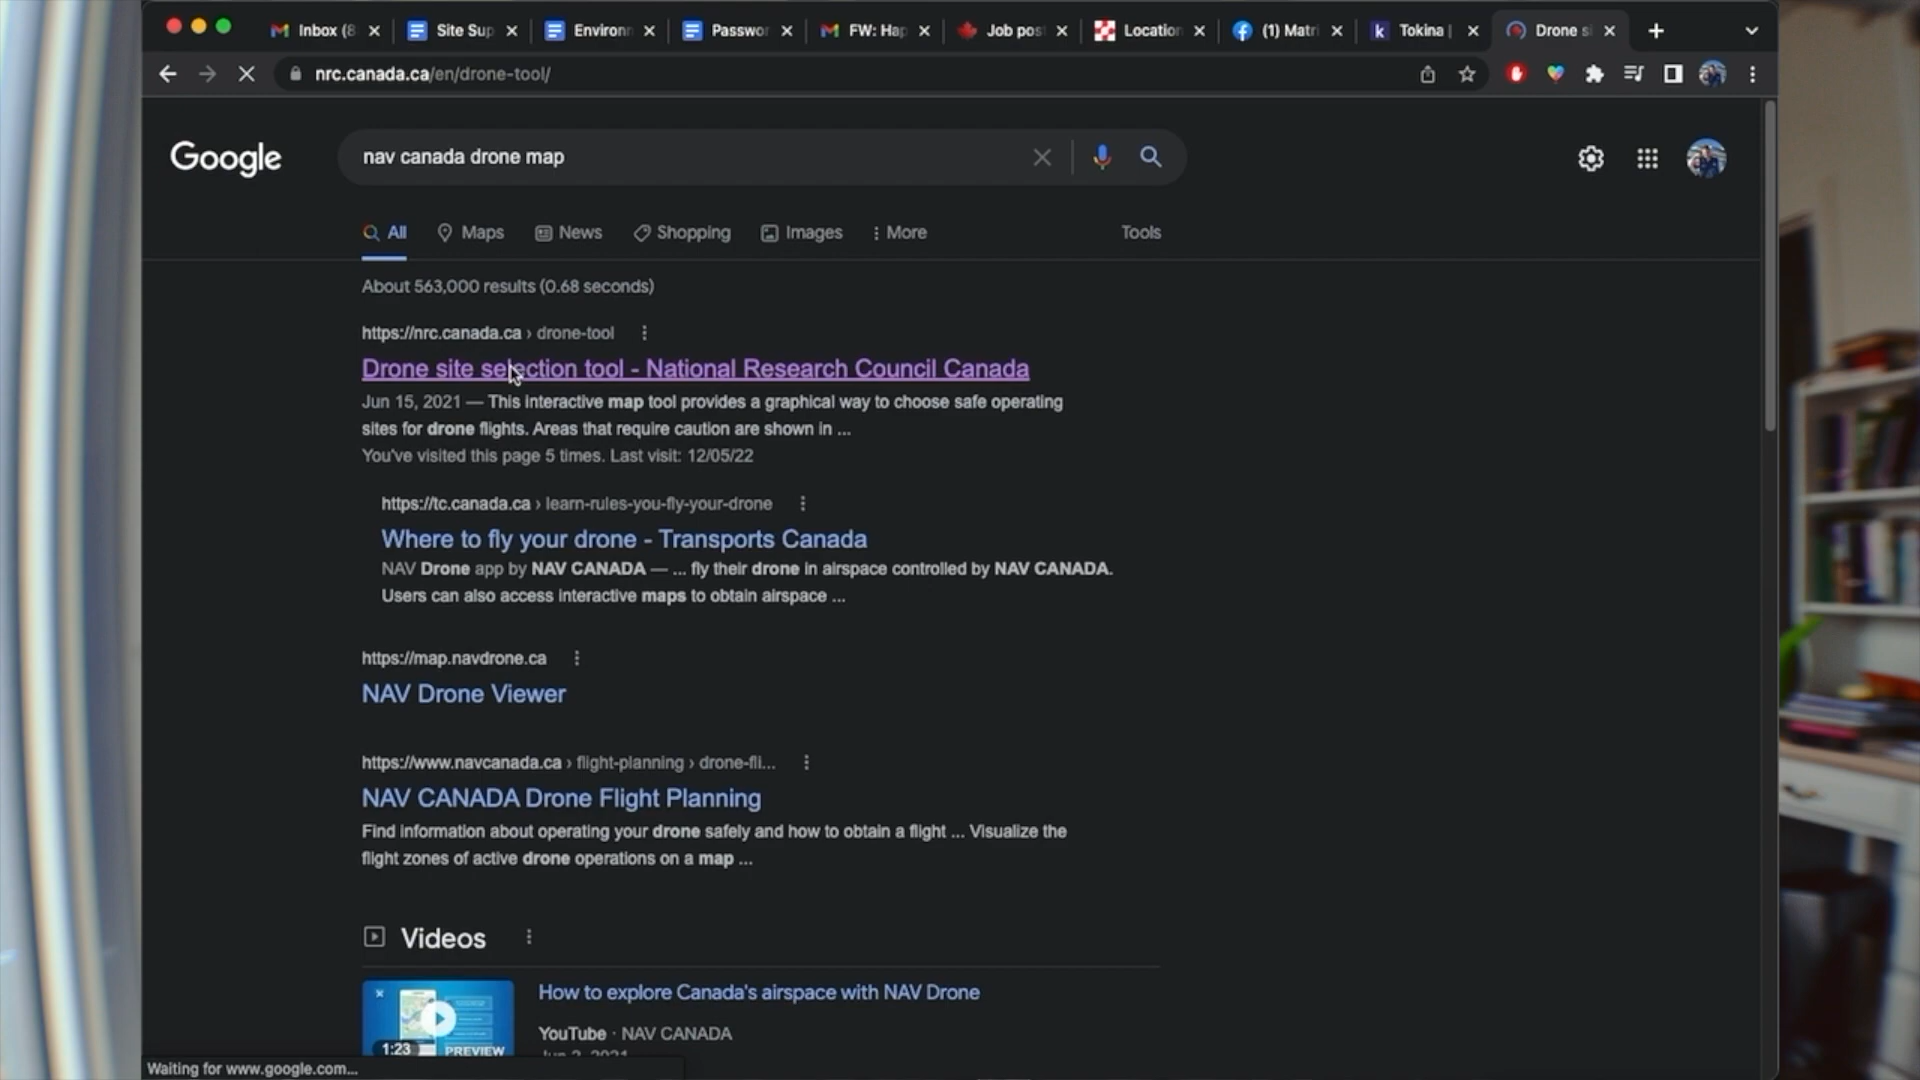 Inbox (8
Site Sup
Environ
Passwor
FW: Hap
Job pos
Location
(1) Matri
Tokina |
Drone si
nrc.canada.ca/en/drone-tool/
Google
nav canada drone map
All
Maps
News
Shopping
Images
More
Tools
About 563,000 results (0.68 seconds)
https://nrc.canada.ca › drone-tool
Drone site selection tool - National Research Council Canada
Jun 15, 2021 — This interactive map tool provides a graphical way to choose safe operating
sites for drone flights. Areas that require caution are shown in ...
You've visited this page 5 times. Last visit: 12/05/22
https://tc.canada.ca › learn-rules-you-fly-your-drone
Where to fly your drone - Transports Canada
NAV Drone app by NAV CANADA — ... fly their drone in airspace controlled by NAV CANADA.
Users can also access interactive maps to obtain airspace ...
https://map.navdrone.ca
NAV Drone Viewer
https://www.navcanada.ca › flight-planning › drone-fli...
NAV CANADA Drone Flight Planning
Find information about operating your drone safely and how to obtain a flight ... Visualize the
flight zones of active drone operations on a map ...
Videos
How to explore Canada's airspace with NAV Drone
YouTube · NAV CANADA
1:23
PREVIEW
Jun 2, 2021
Waiting for www.google.com...